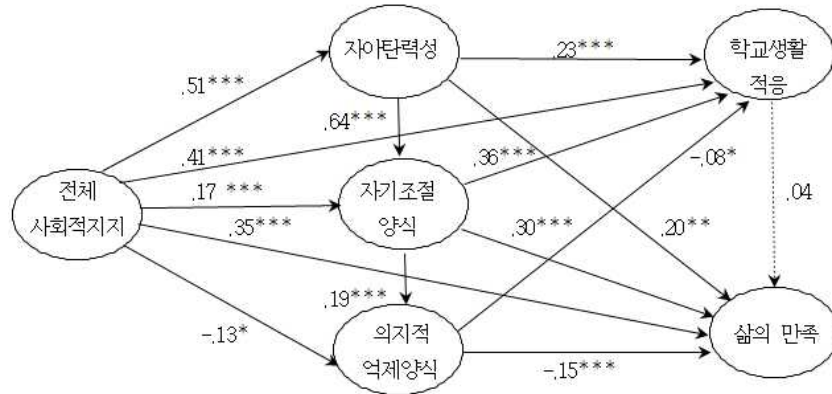 자아탄력성
.23***
학교생활
적응
.51***
.64***
.41***
.36***
-.08*
전체
사회적지지
.17 ***
자기조절
양식
.04
.35***
.30***
.20**
.19***
-.13*
의지적
억제양식
-.15***
삶의 만족